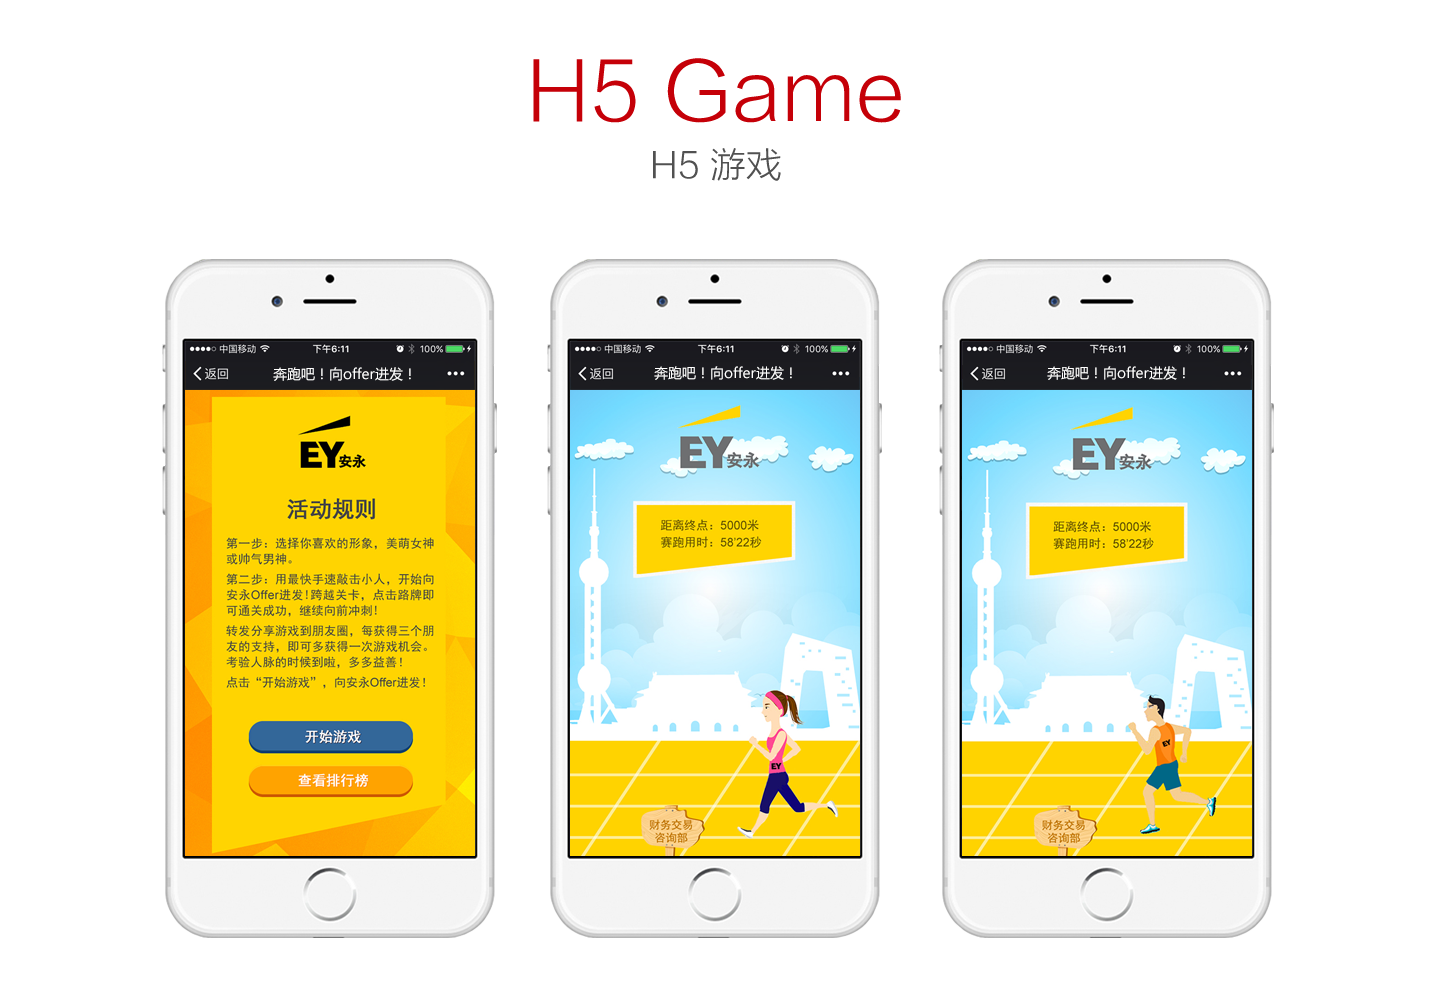 H5 Game
H5 游戏
中国移动 下午6:11 100%
返回 奔跑吧！向offer进发！
EY安永
活动规则
第一步：选择你喜欢的形象，美萌女神
或帅气男神。
第二步：用最快手速敲击小人，开始向
安永Offer进发！跨越关卡，点击路牌即
可通关成功，继续向前冲刺！
转发分享游戏到朋友圈，每获得三个朋
友的支持，即可多获得一次游戏机会。
考验人脉的时候到啦，多多益善！
点击“开始游戏”，向安永Offer进发！
开始游戏
查看排行榜
中国移动 下午6:11 100%
返回 奔跑吧！向offer进发！
EY安永
距离终点：5000米
赛跑用时：58'22秒
EY
财务交易
咨询部
中国移动 下午6:11 100%
返回 奔跑吧！向offer进发！
EY安永
距离终点：5000米
赛跑用时：58'22秒
EY
财务交易
咨询部